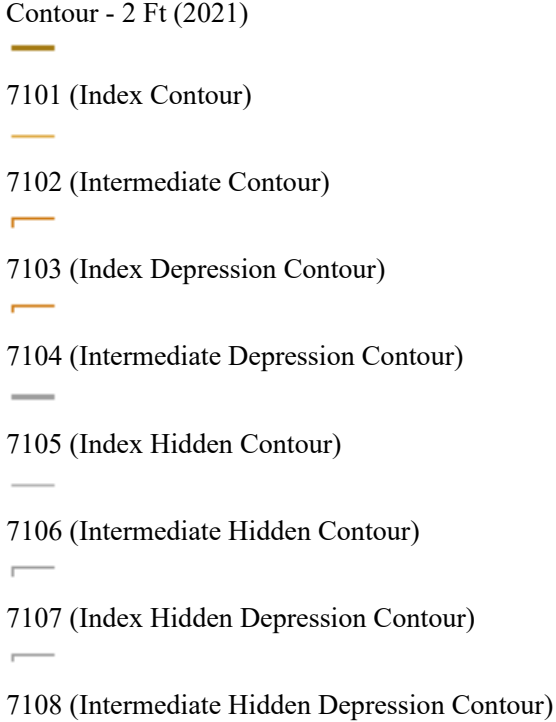 Contour - 2 Ft (2021)
7101 (Index Contour)
7102 (Intermediate Contour)
7103 (Index Depression Contour)
7104 (Intermediate Depression Contour)
7105 (Index Hidden Contour)
7106 (Intermediate Hidden Contour)
7107 (Index Hidden Depression Contour)
7108 (Intermediate Hidden Depression Contour)